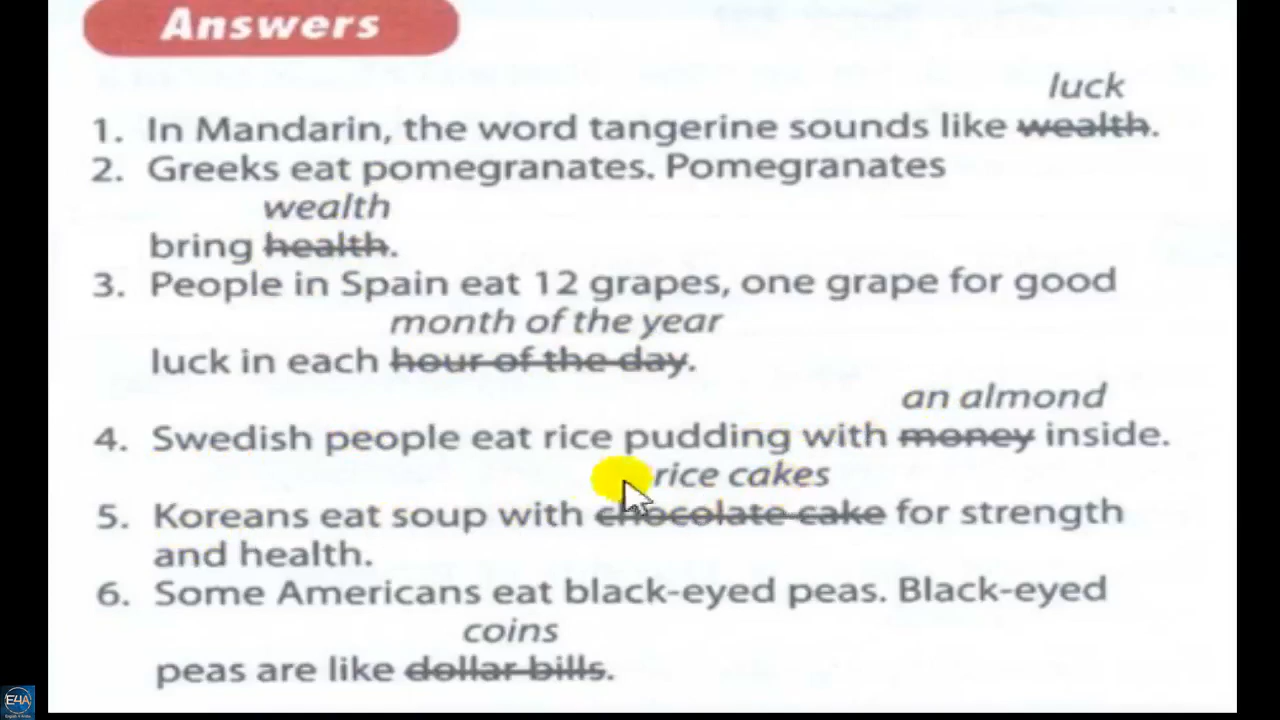 Answers
luck
1. In Mandarin, the word tangerine sounds like wealth.
2. Greeks eat pomegranates. Pomegranates
wealth
bring health.
3. People in Spain eat 12 grapes, one grape for good
month of the year
luck in each hour of the day.
an almond
4. Swedish people eat rice pudding with money inside.
rice cakes
5. Koreans eat soup with chocolate cake for strength
and health.
6. Some Americans eat black-eyed peas. Black-eyed
coins
peas are like dollar bills.
E4A